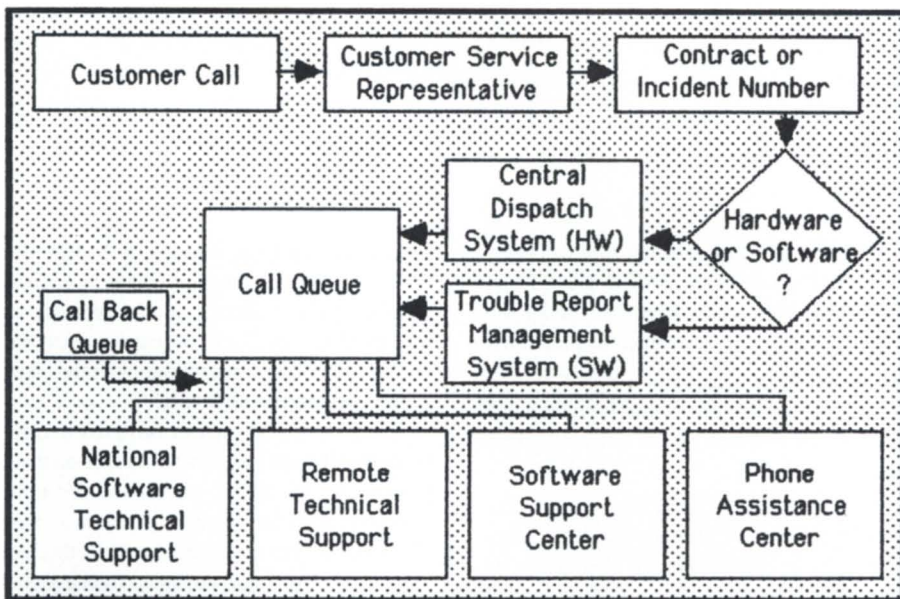 Customer Call
Customer Service
Representative
Contract or
Incident Number
Hardware
or Software
?
Central
Dispatch
System (HW)
Trouble Report
Management
System (SW)
Call Queue
Call Back
Queue
National
Software
Technical
Support
Remote
Technical
Support
Software
Support
Center
Phone
Assistance
Center